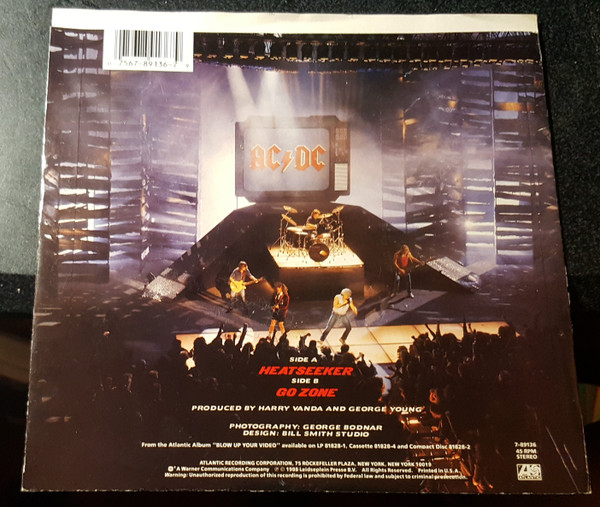 0 7567-89136-7 9
AC⚡DC
SIDE A
HEATSEEKER
SIDE B
GO ZONE
PRODUCED BY HARRY VANDA AND GEORGE YOUNG
PHOTOGRAPHY: GEORGE BODNAR
DESIGN: BILL SMITH STUDIO
From the Atlantic Album "BLOW UP YOUR VIDEO" available on LP 81828-1, Cassette 81828-4 and Compact Disc 81828-2
7-89136
45 RPM
STEREO
ATLANTIC RECORDING CORPORATION, 75 ROCKEFELLER PLAZA, NEW YORK, NEW YORK 10019
A Warner Communications Company ℗ © 1988 Leidseplein Presse B.V. All Rights Reserved. Printed in U.S.A.
Warning: Unauthorized reproduction of this recording is prohibited by Federal law and subject to criminal prosecution.
ATLANTIC